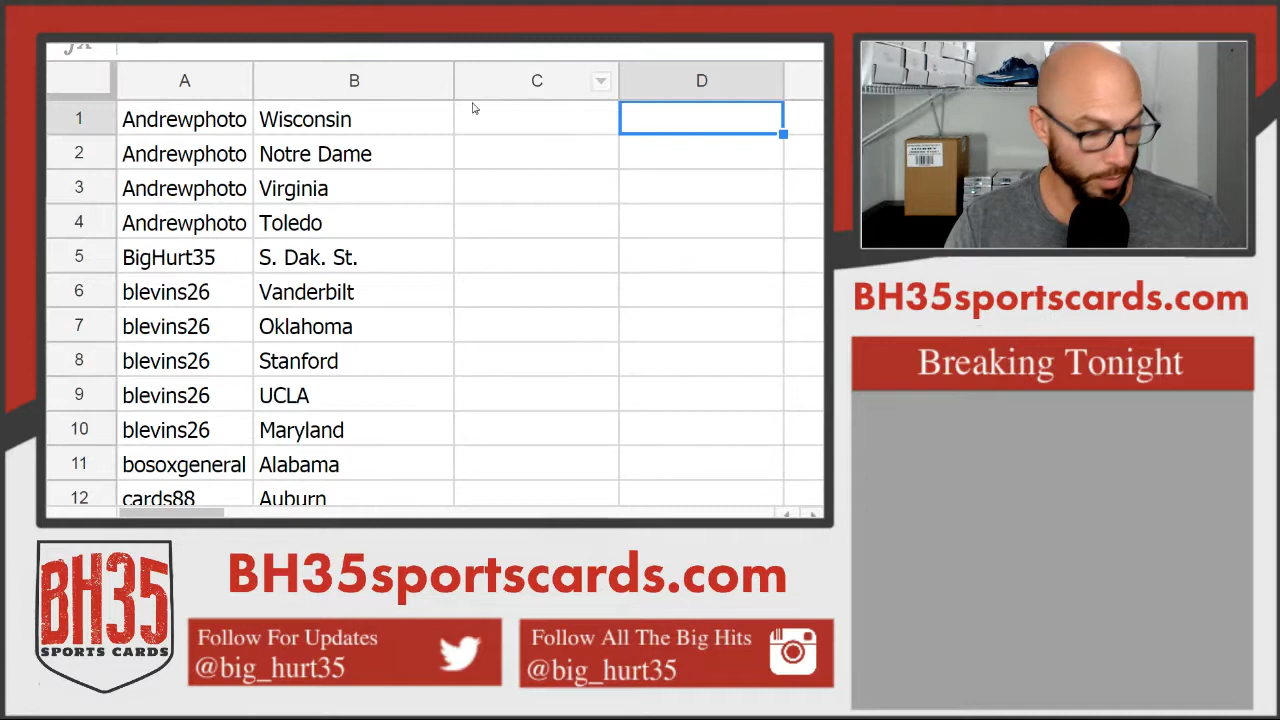 fx
A B C D
1 Andrewphoto Wisconsin
2 Andrewphoto Notre Dame
3 Andrewphoto Virginia
4 Andrewphoto Toledo
5 BigHurt35 S. Dak. St.
6 blevins26 Vanderbilt
7 blevins26 Oklahoma
8 blevins26 Stanford
9 blevins26 UCLA
10 blevins26 Maryland
11 bosoxgeneral Alabama
12 cards88 Auburn
BH35sportscards.com
Breaking Tonight
BH35
SPORTS CARDS
BH35sportscards.com
Follow For Updates
@big_hurt35
Follow All The Big Hits
@big_hurt35